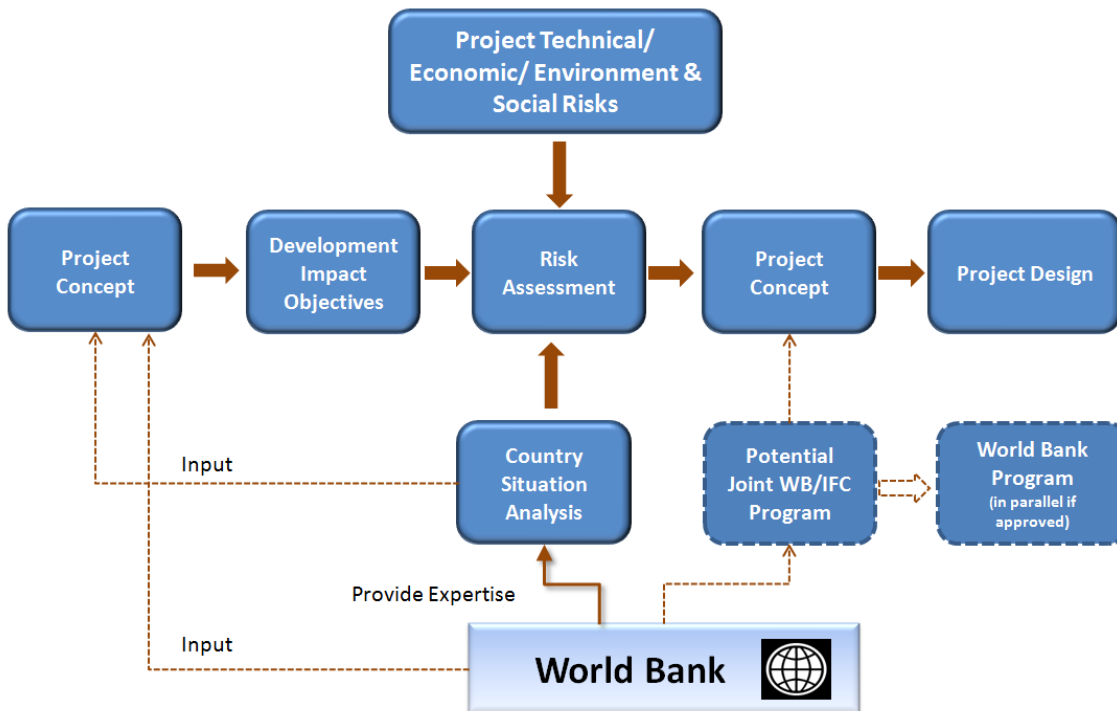 Project Technical/
Economic/ Environment &
Social Risks
Project
Concept
Development
Impact
Objectives
Risk
Assessment
Project
Concept
Project Design
Input
Country
Situation
Analysis
Potential
Joint WB/IFC
Program
World Bank
Program
(in parallel if
approved)
Provide Expertise
Input
World Bank